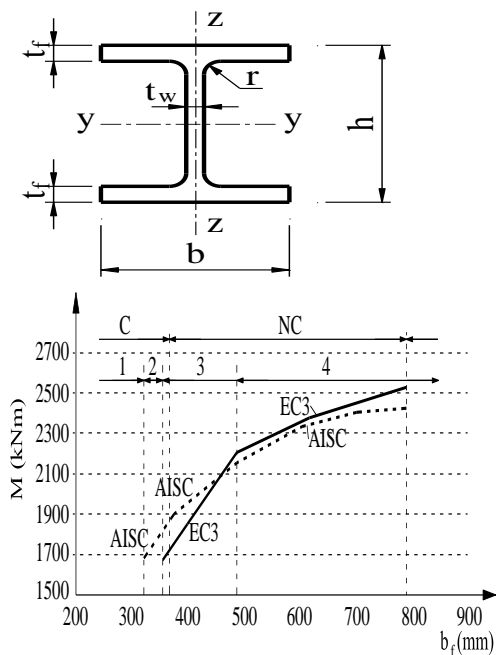 z
t_f
r
t_w
y y
h
t_f
z
b
C NC
2700
1 2 3 4
2500
EC3
2300
AISC
2100
AISC
1900
AISC EC3
1700
1500
M (kNm)
200 300 400 500 600 700 800 900
b_f(mm)